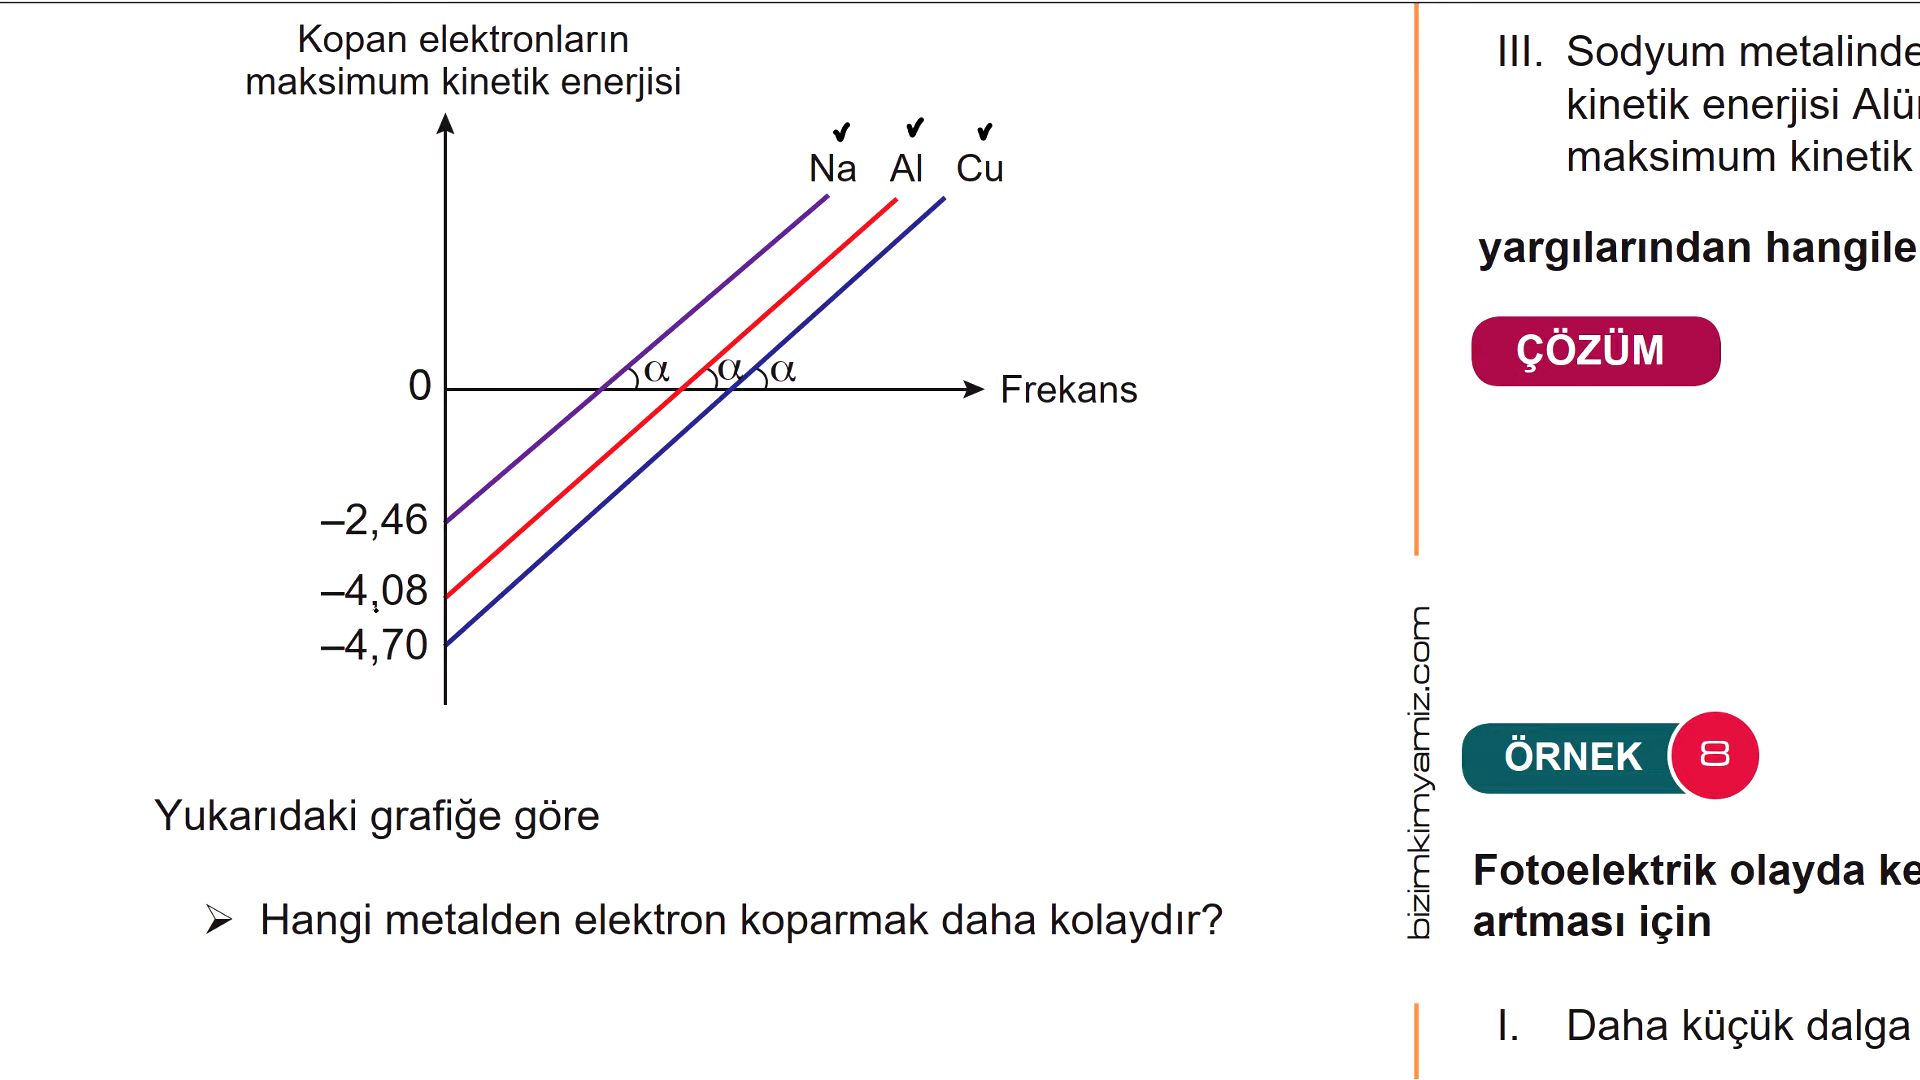 Kopan elektronların
maksimum kinetik enerjisi
Na Al Cu
α α α
0
Frekans
–2,46
–4,08
–4,70
Yukarıdaki grafiğe göre
➢ Hangi metalden elektron koparmak daha kolaydır?
bizimkimyamiz.com
III. Sodyum metalinde
kinetik enerjisi Alü
maksimum kinetik
yargılarından hangile
ÇÖZÜM
ÖRNEK 8
Fotoelektrik olayda ke
artması için
I. Daha küçük dalga